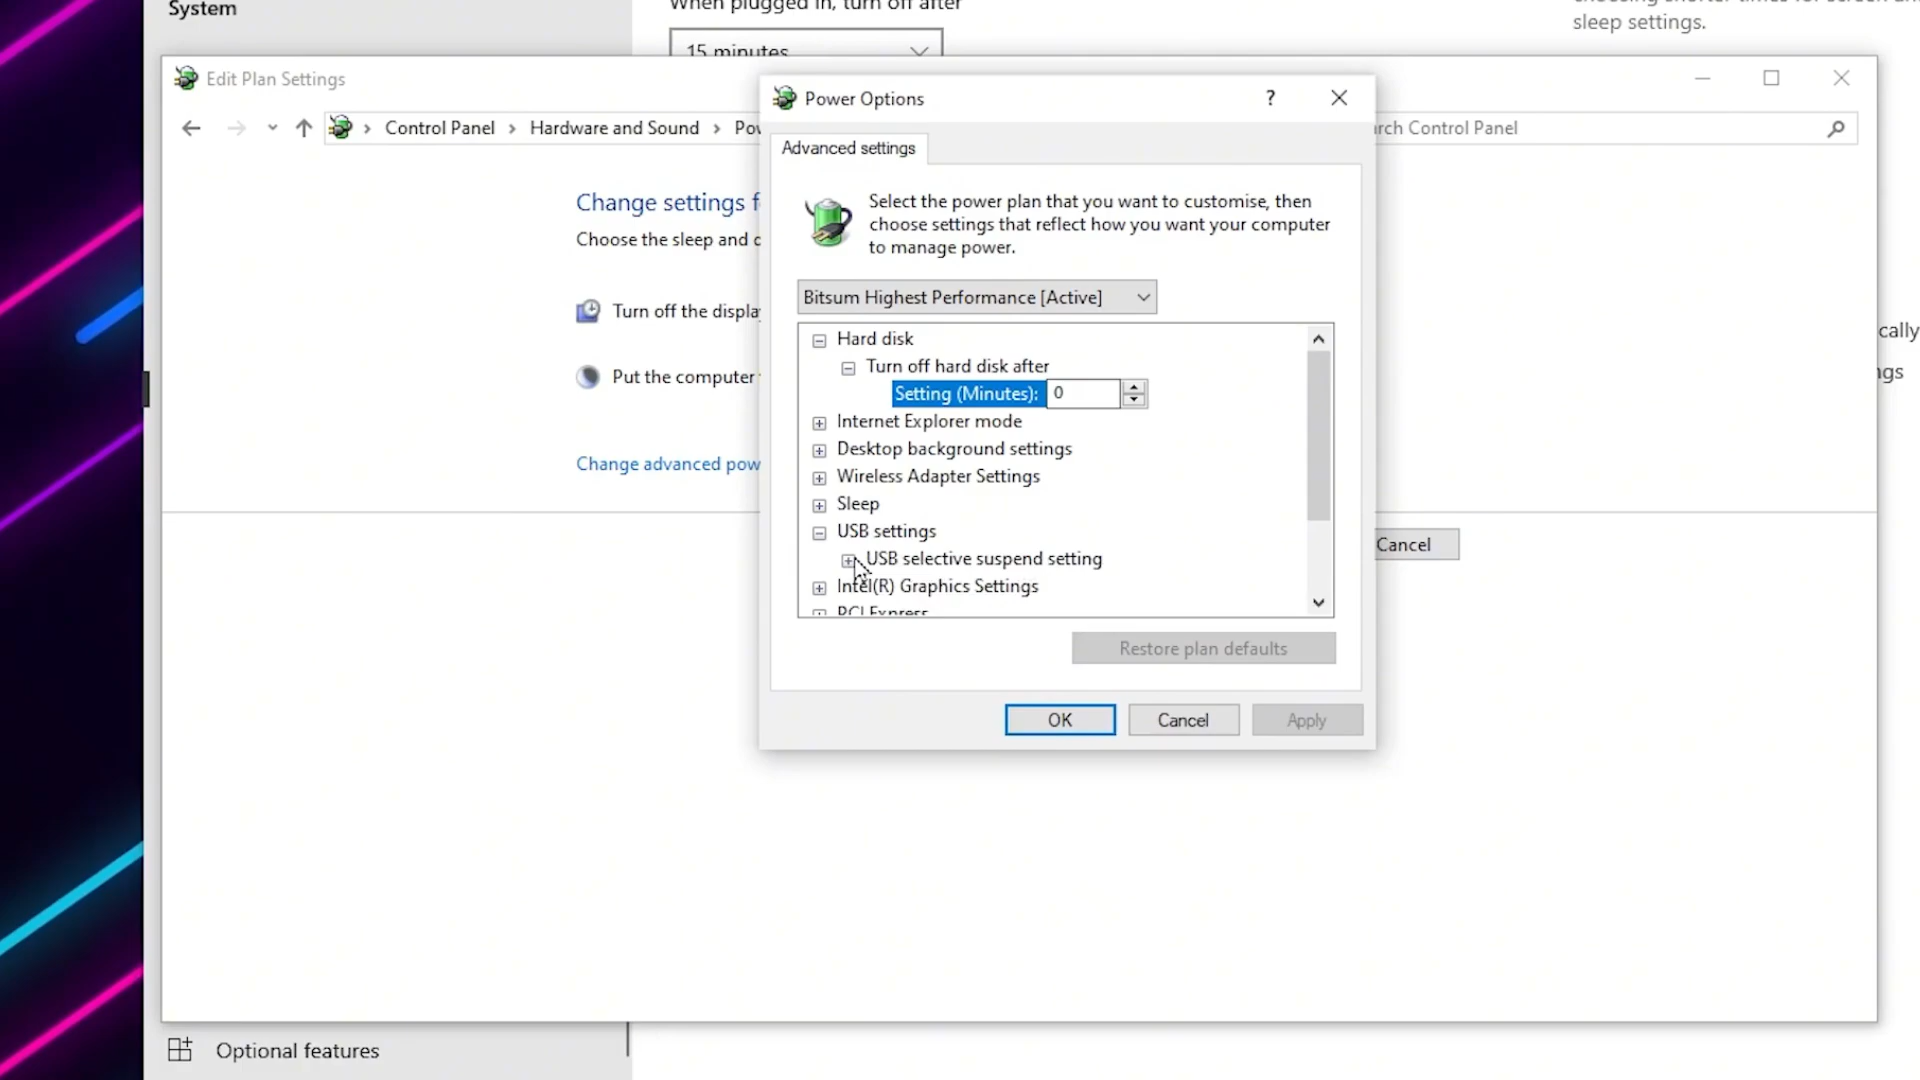 System
When plugged in, turn off after
15 minutes
sleep settings.
Edit Plan Settings
Control Panel > Hardware and Sound >
Control Panel
Change settings
Choose the sleep and
Turn off the
Put the computer
Change advanced
Cancel
Power Options
?
Advanced settings
Select the power plan that you want to customise, then
choose settings that reflect how you want your computer
to manage power.
Bitsum Highest Performance [Active]
Hard disk
Turn off hard disk after
Setting (Minutes): 0
Internet Explorer mode
Desktop background settings
Wireless Adapter Settings
Sleep
USB settings
USB selective suspend setting
Intel(R) Graphics Settings
PCI Express
Restore plan defaults
OK Cancel Apply
Optional features